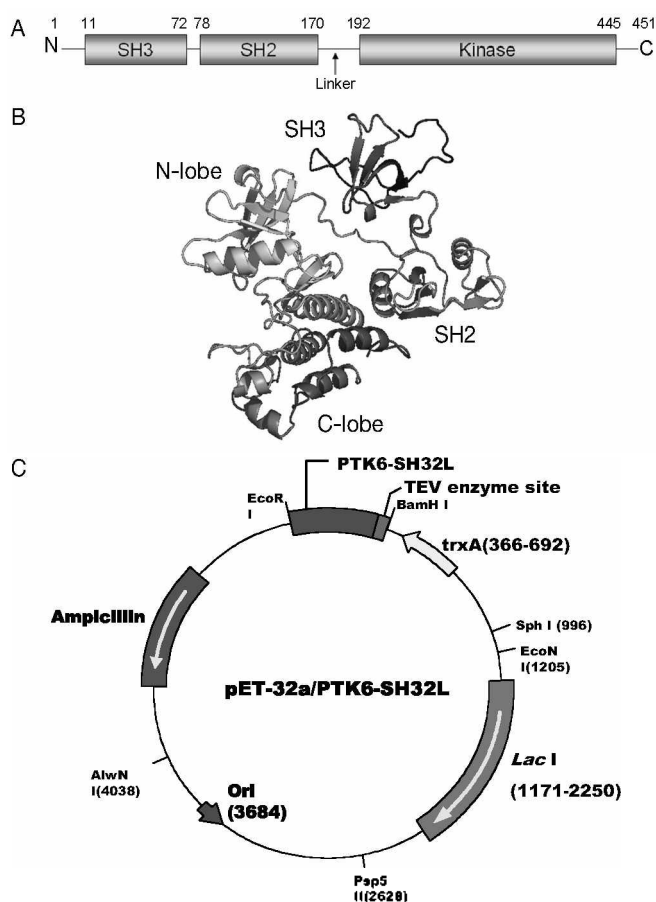 A
1 11 72 78 170 192 445 451
N SH3 SH2 Kinase C
Linker
B
SH3
N-lobe
SH2
C-lobe
C
PTK6-SH32L
TEV enzyme site
EcoR
I
BamH I
trxA(366-692)
Ampicillin
Sph I (996)
EcoN
I(1205)
pET-32a/PTK6-SH32L
Lac I
(1171-2250)
AlwN
I(4038)
Ori
(3684)
Psp5
II(2628)